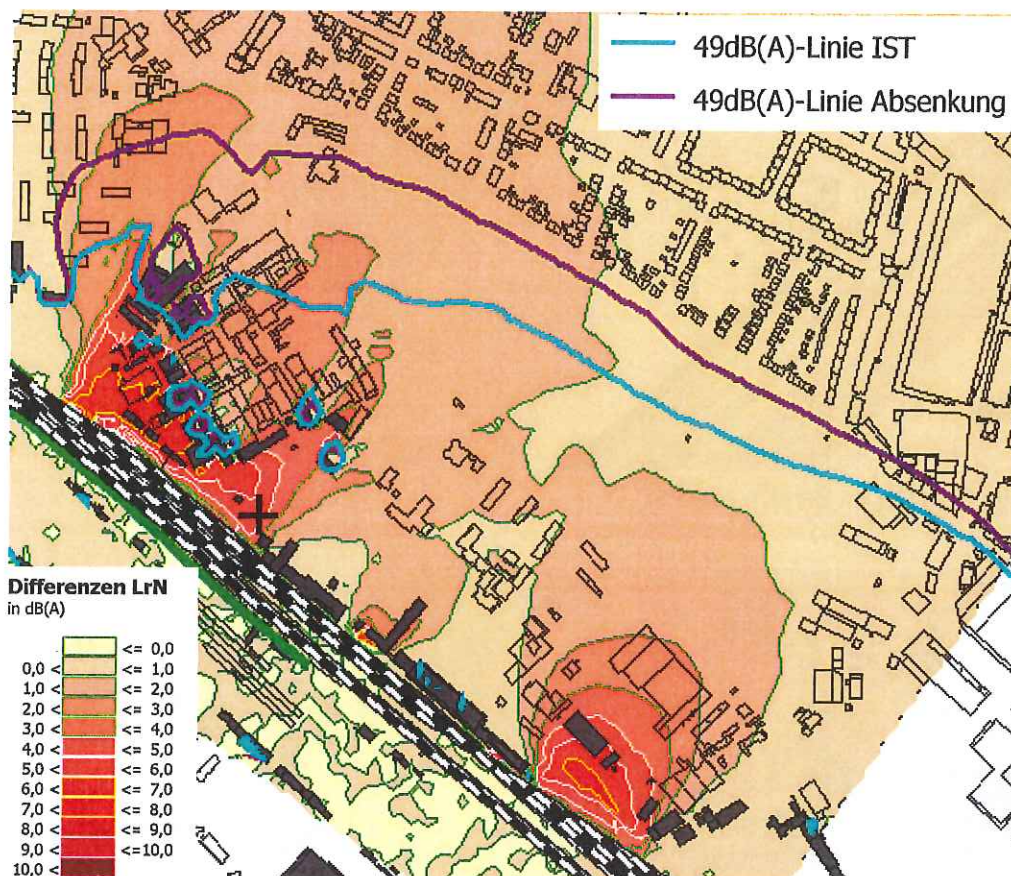 49dB(A)-Linie IST
49dB(A)-Linie Absenkung
Differenzen LrN
in dB(A)
<= 0,0
0,0 < <= 1,0
1,0 < <= 2,0
2,0 < <= 3,0
3,0 < <= 4,0
4,0 < <= 5,0
5,0 < <= 6,0
6,0 < <= 7,0
7,0 < <= 8,0
8,0 < <= 9,0
9,0 < <=10,0
10,0 <